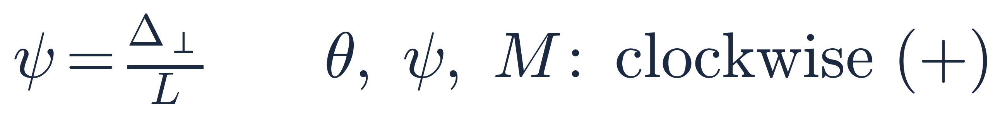 ψ = Δ⊥/L θ, ψ, M: clockwise (+)